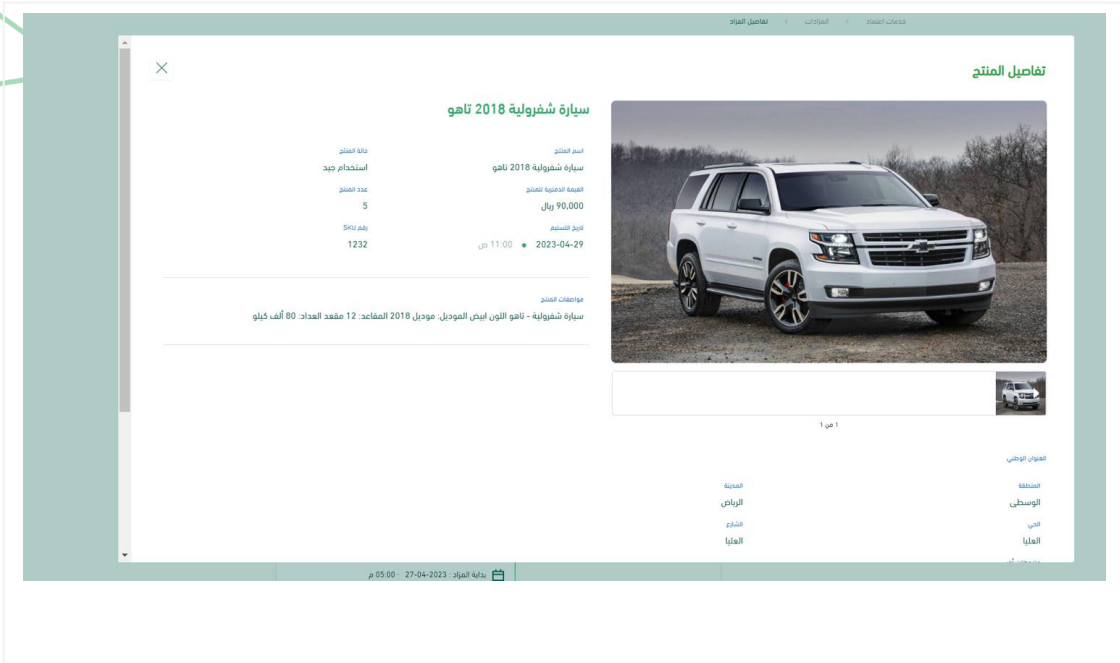 خدمات اعتماد > المزادات > تفاصيل المزاد
تفاصيل المنتج
سيارة شفرولية 2018 تاهو
اسم المنتج
سيارة شفرولية 2018 تاهو
حالة المنتج
استخدام جيد
القيمة الدفترية للمنتج
90,000 ريال
عدد المنتج
5
تاريخ التسليم
2023-04-29 • 11:00 ص
رقم SKU
1232
مواصفات المنتج
سيارة شفرولية - تاهو اللون ابيض الموديل: موديل 2018 المقاعد: 12 مقعد العداد: 80 ألف كيلو
1 من 1
العنوان الوطني
المنطقة
الوسطى
المدينة
الرياض
الحي
العليا
الشارع
العليا
بداية المزاد : 2023-04-27 - 05:00 م